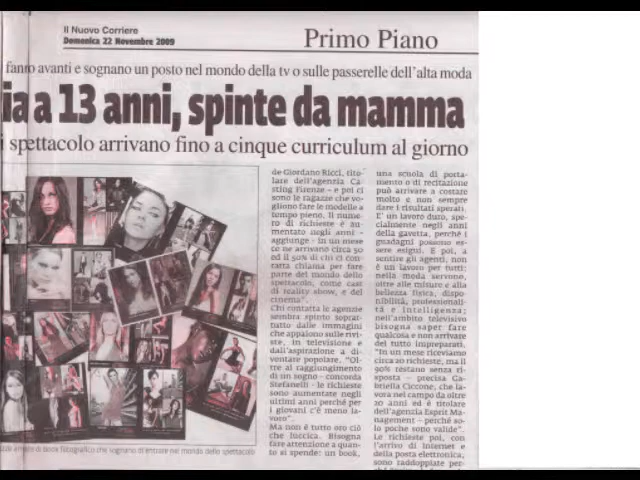 Il Nuovo Corriere
Domenica 22 Novembre 2009
Primo Piano
fanno avanti e sognano un posto nel mondo della tv o sulle passerelle dell'alta moda
ia a 13 anni, spinte da mamma
i spettacolo arrivano fino a cinque curriculum al giorno
de Giordano Ricci, tito-
lare dell'agenzia Ca-
sting Firenze – e poi ci
sono le ragazze che vo-
gliono fare le modelle a
tempo pieno. Il nume-
ro di richieste è au-
mentato negli anni –
aggiunge – in un mese
ce ne arrivano circa 50
ed il 50% di chi ci con-
tatta chiama per fare
parte del mondo dello
spettacolo, come cast
di reality show, e del
cinema".
Chi contatta le agenzie
sembra spinto soprat-
tutto dalle immagini
che appaiono sulle rivi-
ste, in televisione e
dall'aspirazione a di-
ventare popolare. "Ol-
tre al raggiungimento
di un sogno – concorda
Stefanelli – le richieste
sono aumentate negli
ultimi anni perché per
i giovani c'è meno la-
voro".
Ma non è tutto oro ciò
che luccica. Bisogna
fare attenzione a quan-
to si spende: un book,
una scuola di porta-
mento o di recitazione
può arrivare a costare
molto e non sempre
dare i risultati sperati.
E' un lavoro duro, spe-
cialmente negli anni
della gavetta, perché i
guadagni possono es-
sere esigui. E poi, a
sentire gli agenti, non
è un lavoro per tutti:
nella moda servono,
oltre alle misure e alla
bellezza fisica, dispo-
nibilità, professionali-
tà e intelligenza;
nell'ambito televisivo
bisogna saper fare
qualcosa e non arrivare
del tutto impreparati.
"In un mese riceviamo
circa 20 richieste, ma il
90% restano senza ri-
sposta – precisa Ga-
briella Ciccone, che la-
vora nel campo da oltre
20 anni ed è titolare
dell'agenzia Esprit Ma-
nagement – perché so-
lo poche sono valide".
Le richieste poi, con
l'arrivo di Internet e
della posta elettronica,
sono raddoppiate per-
di book fotografico che sognano di entrare nel mondo dello spettacolo